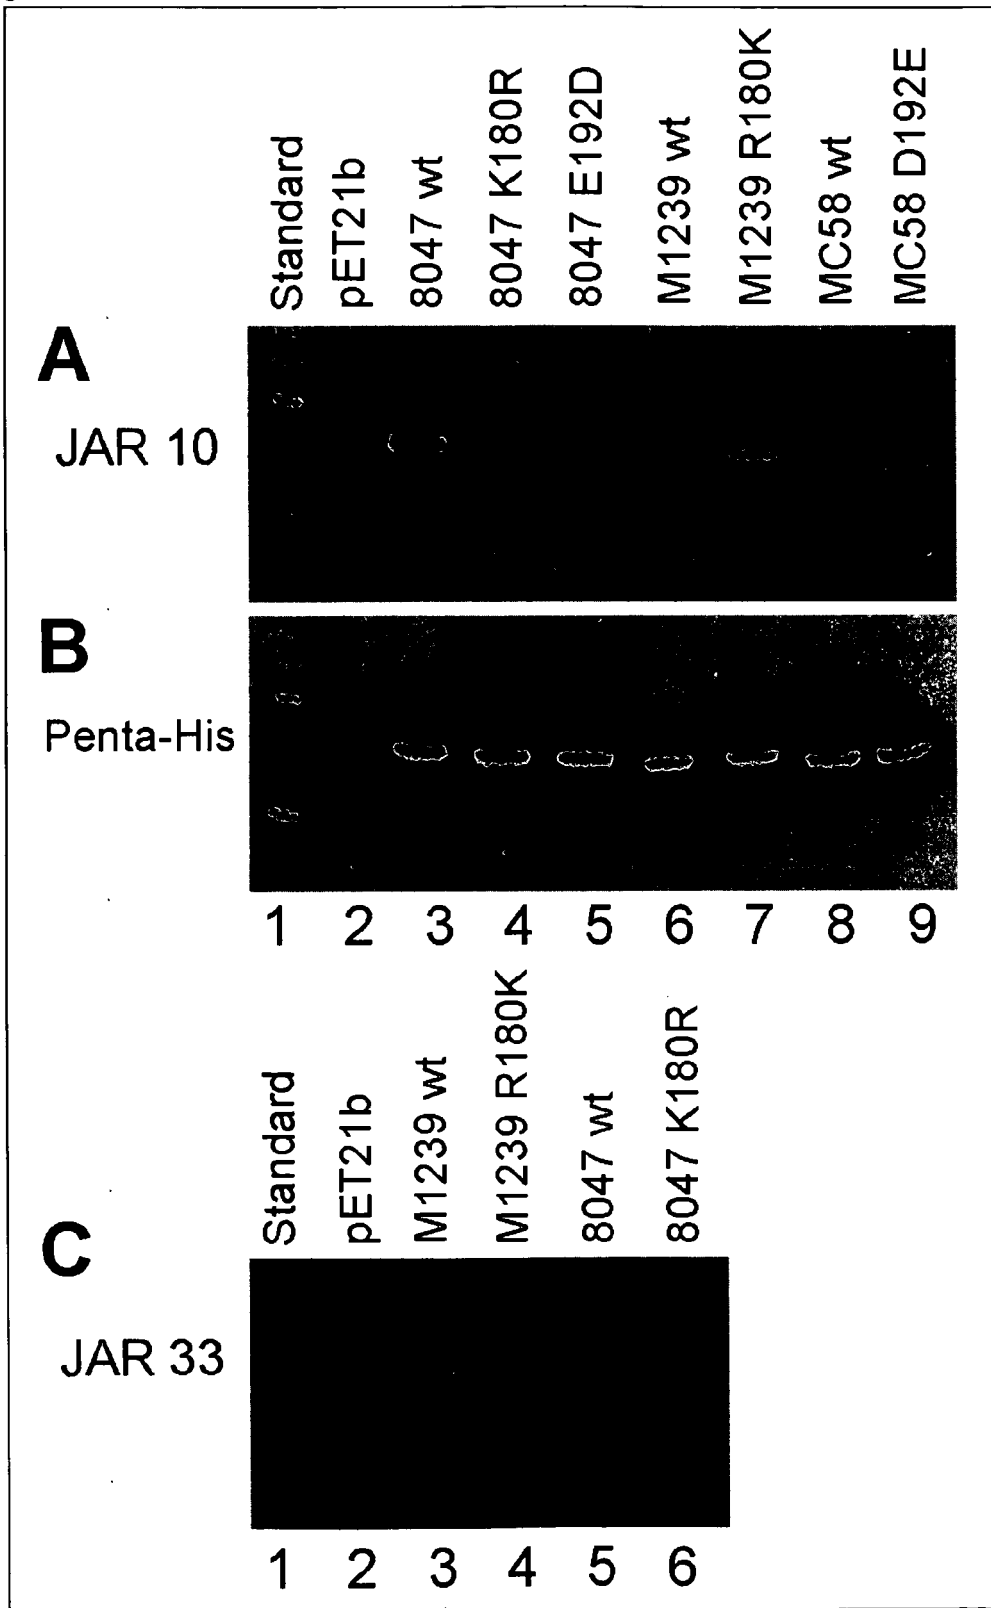 Standard
pET21b
8047 wt
8047 K180R
8047 E192D
M1239 wt
M1239 R180K
MC58 wt
MC58 D192E
A
JAR 10
B
Penta-His
1 2 3 4 5 6 7 8 9
Standard
pET21b
M1239 wt
M1239 R180K
8047 wt
8047 K180R
C
JAR 33
1 2 3 4 5 6